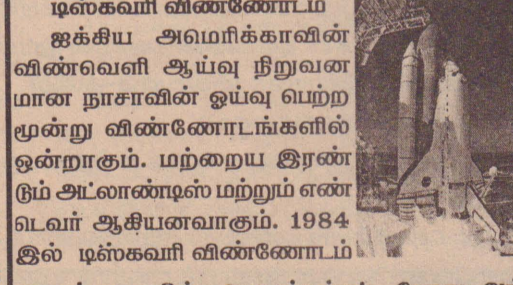 டிஸ்கவரி விண்ணோடம்
ஐக்கிய அமெரிக்காவின்
விண்வெளி ஆய்வு நிறுவன
மான நாசாவின் ஓய்வு பெற்ற
மூன்று விண்ணோடங்களில்
ஒன்றாகும். மற்றைய இரண்
டும் அட்லாண்டிஸ் மற்றும் எண்
டெவர் ஆகியனவாகும். 1984
இல் டிஸ்கவரி விண்ணோடம்